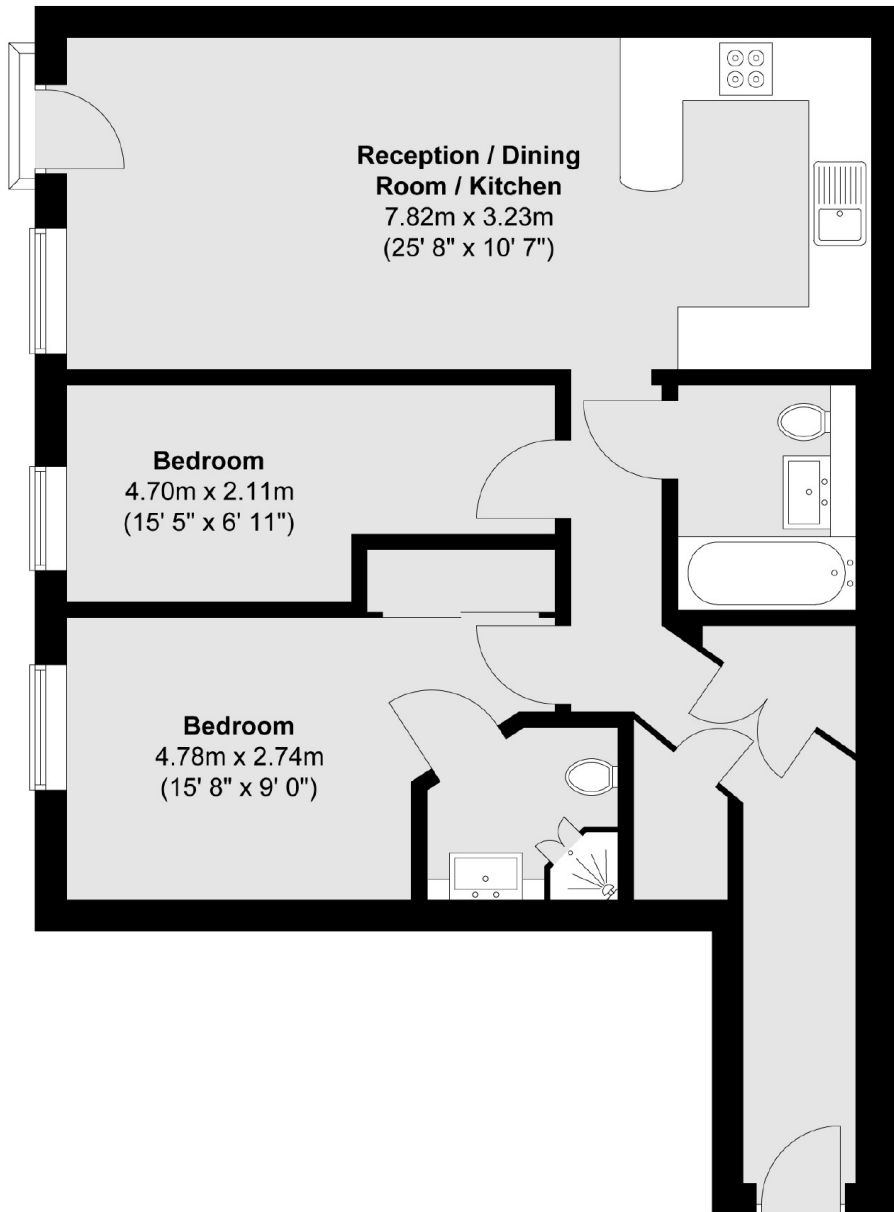 Reception / Dining
Room / Kitchen
7.82m x 3.23m
(25' 8" x 10' 7")
Bedroom
4.70m x 2.11m
(15' 5" x 6' 11")
Bedroom
4.78m x 2.74m
(15' 8" x 9' 0")